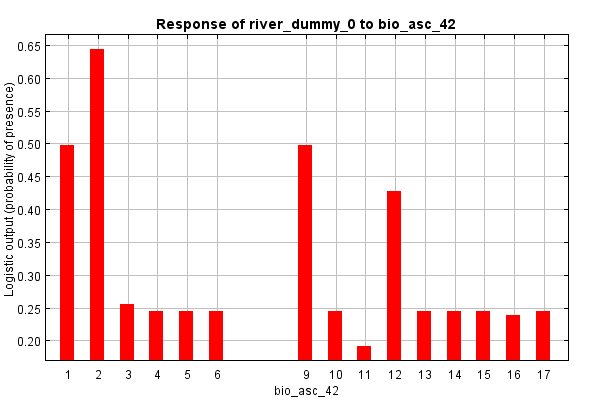 Response of river_dummy_0 to bio_asc_42
Logistic output (probability of presence)
0.65
0.60
0.55
0.50
0.45
0.40
0.35
0.30
0.25
0.20
1 2 3 4 5 6 9 10 11 12 13 14 15 16 17
bio_asc_42